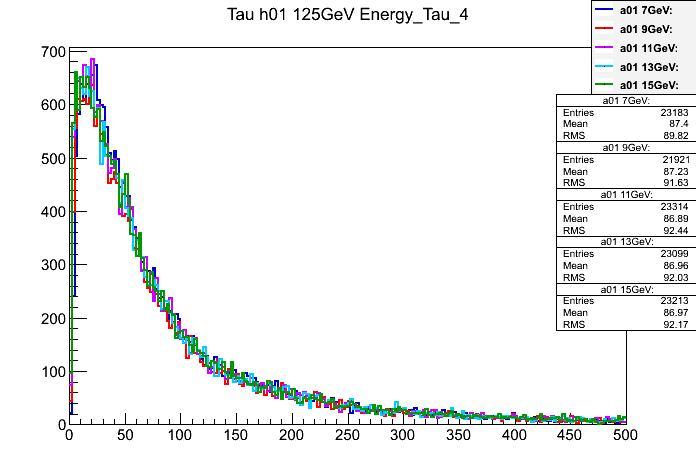 Tau h01 125GeV Energy_Tau_4
a01 7GeV:
a01 9GeV:
a01 11GeV:
a01 13GeV:
a01 15GeV:
a01 7GeV:
Entries 23183
Mean 87.4
RMS 89.82
a01 9GeV:
Entries 21921
Mean 87.23
RMS 91.63
a01 11GeV:
Entries 23314
Mean 86.89
RMS 92.44
a01 13GeV:
Entries 23099
Mean 86.96
RMS 92.03
a01 15GeV:
Entries 23213
Mean 86.97
RMS 92.17
700
600
500
400
300
200
100
0
0 50 100 150 200 250 300 350 400 450 500